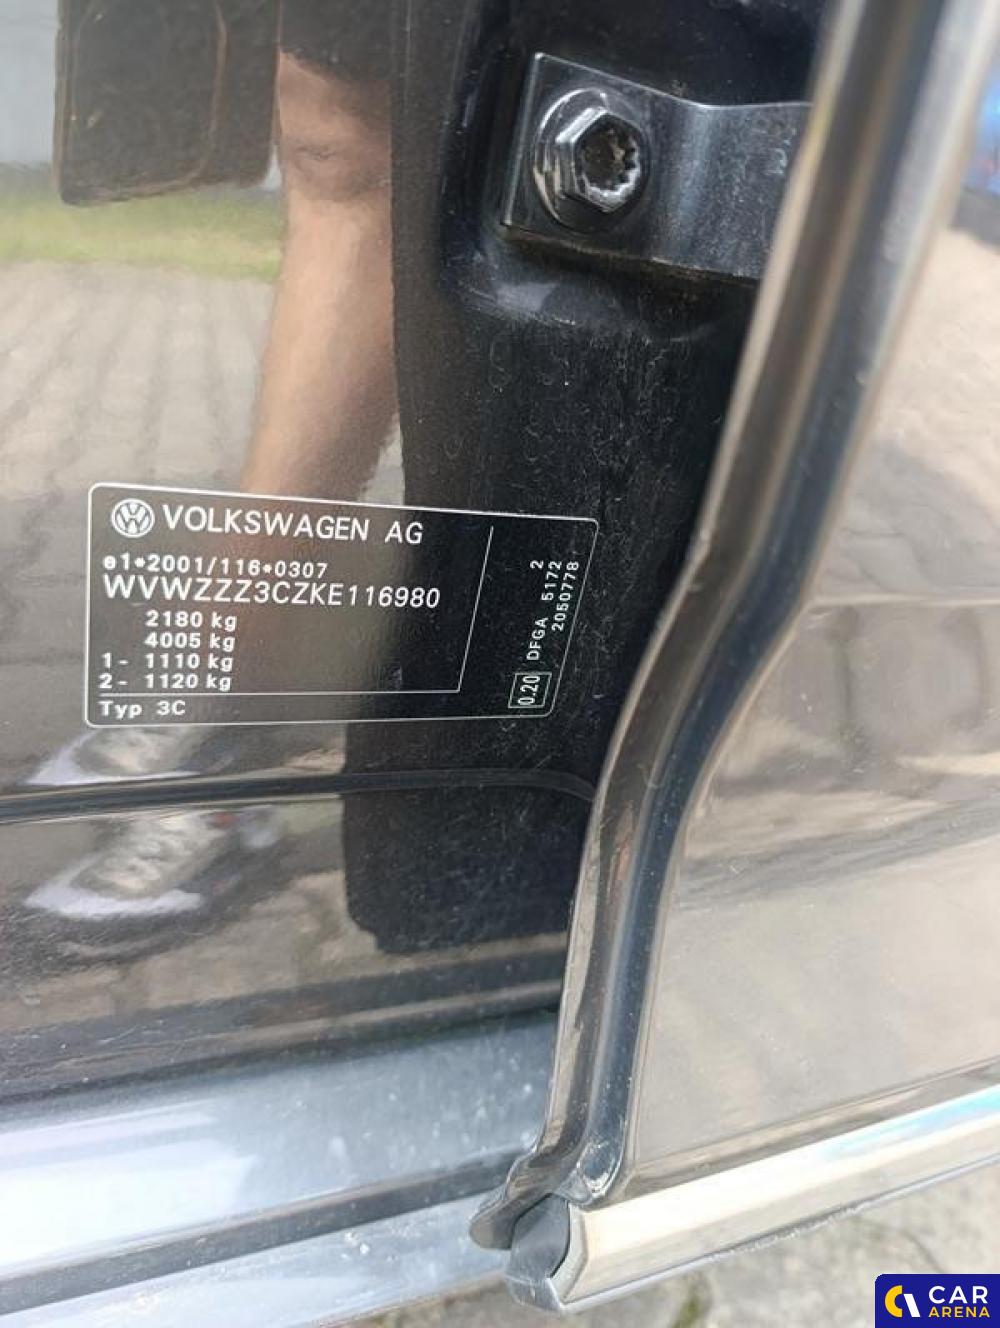 VOLKSWAGEN AG
e1*2001/116*0307
WVWZZZ3CZKE116980
2180 kg
4005 kg
1- 1110 kg
2- 1120 kg
Typ 3C
2
DFGA 5172
2050778
0.20
CAR
ARENA